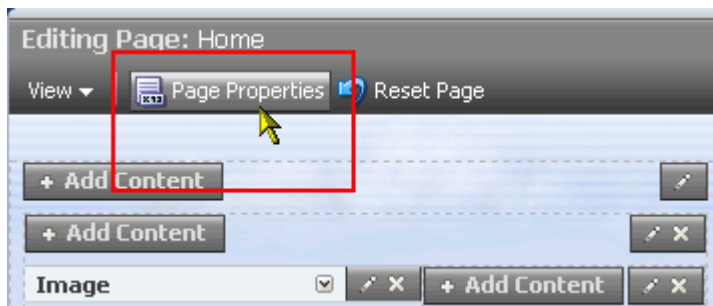 Editing Page: Home
View Page Properties Reset Page
+ Add Content
+ Add Content
Image + Add Content